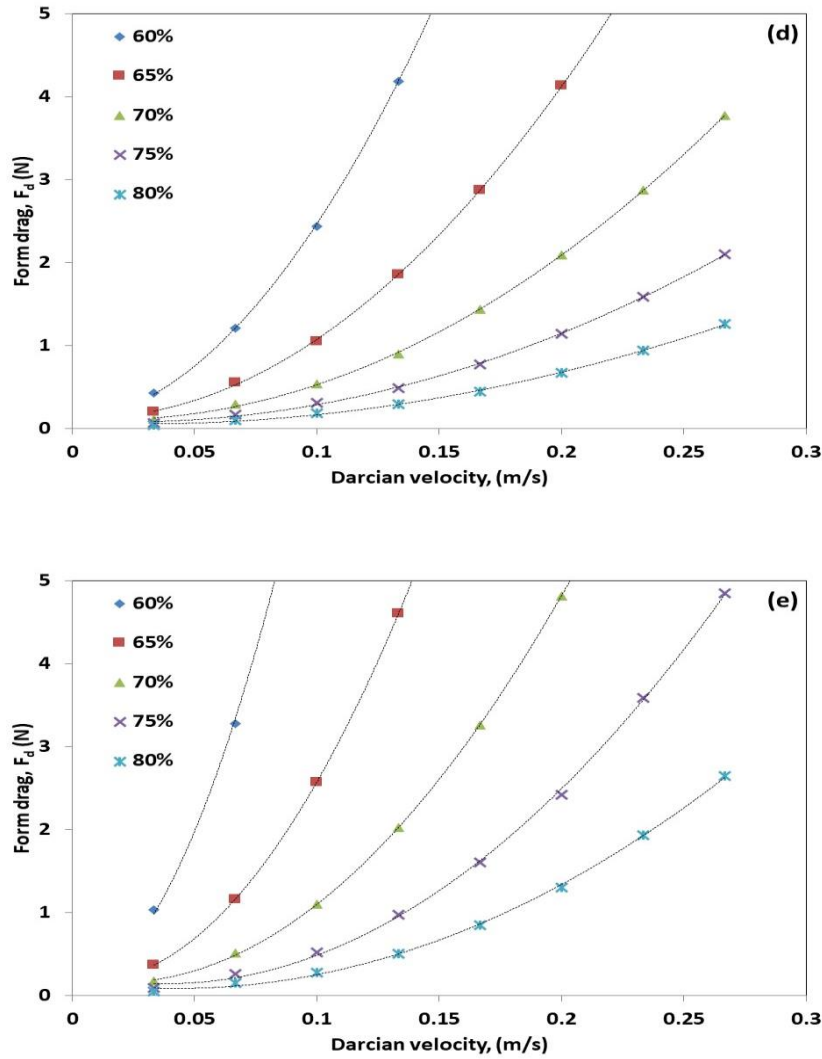 (d)
5
4
3
2
1
0
Form drag, F_d (N)
60%
65%
70%
75%
80%
0 0.05 0.1 0.15 0.2 0.25 0.3
Darcian velocity, (m/s)
(e)
5
4
3
2
1
0
Form drag, F_d (N)
60%
65%
70%
75%
80%
0 0.05 0.1 0.15 0.2 0.25 0.3
Darcian velocity, (m/s)